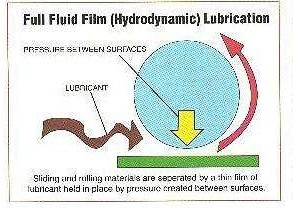 Full Fluid Film (Hydrodynamic) Lubrication
PRESSURE BETWEEN SURFACES
LUBRICANT
Sliding and rolling materials are seperated by a thin film of
lubricant held in place by pressure created between surfaces.